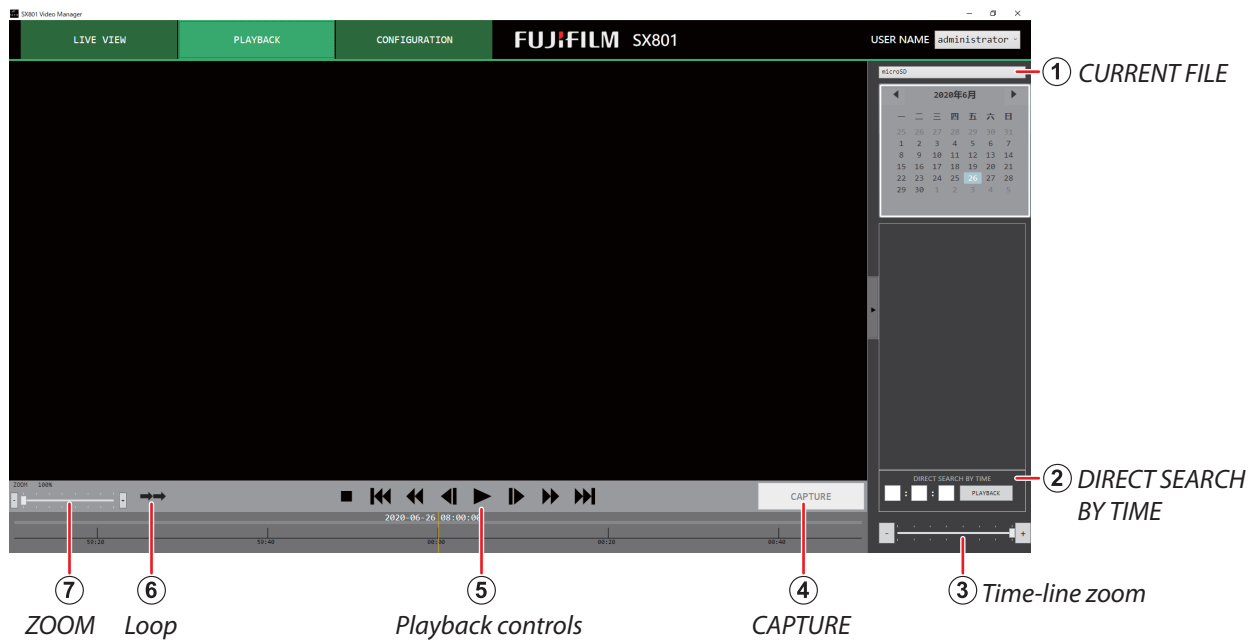 SX801 Video Manager
LIVE VIEW PLAYBACK CONFIGURATION FUJIFILM SX801 USER NAME administrator
microSD
① CURRENT FILE
2020年6月
一 二 三 四 五 六 日
25 26 27 28 29 30 31
1 2 3 4 5 6 7
8 9 10 11 12 13 14
15 16 17 18 19 20 21
22 23 24 25 26 27 28
29 30 1 2 3 4 5
DIRECT SEARCH BY TIME
: : PLAYBACK
② DIRECT SEARCH
BY TIME
ZOOM 100%
- +
CAPTURE
2020-06-26 08:00:00
59:20 59:40 00:00 00:20 00:40
- +
⑦ ⑥ ⑤ ④ ③ Time-line zoom
ZOOM Loop Playback controls CAPTURE